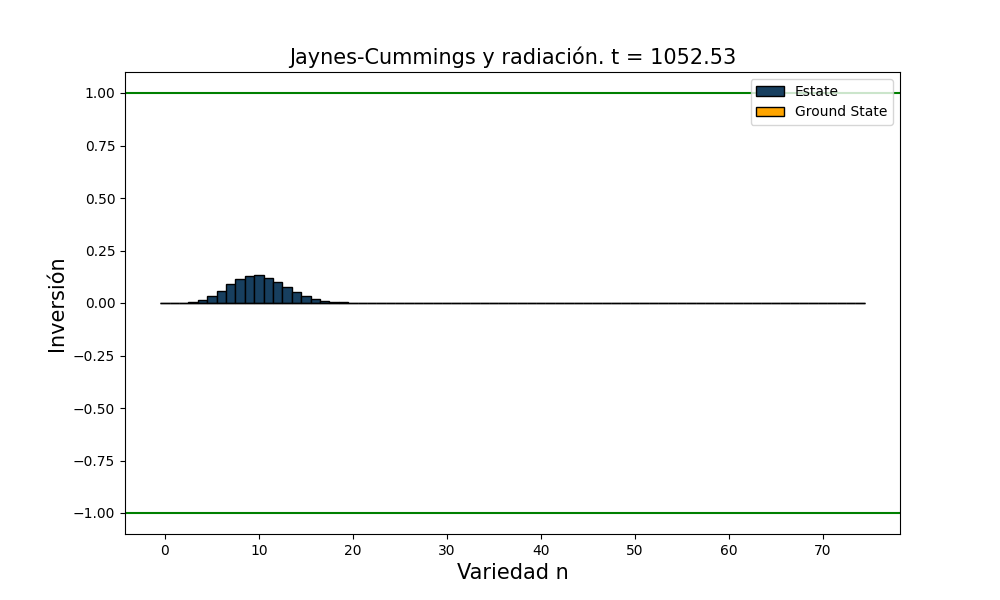 Jaynes-Cummings y radiación. t = 1052.53
Estate
Ground State
Inversión
1.00
0.75
0.50
0.25
0.00
−0.25
−0.50
−0.75
−1.00
0 10 20 30 40 50 60 70
Variedad n